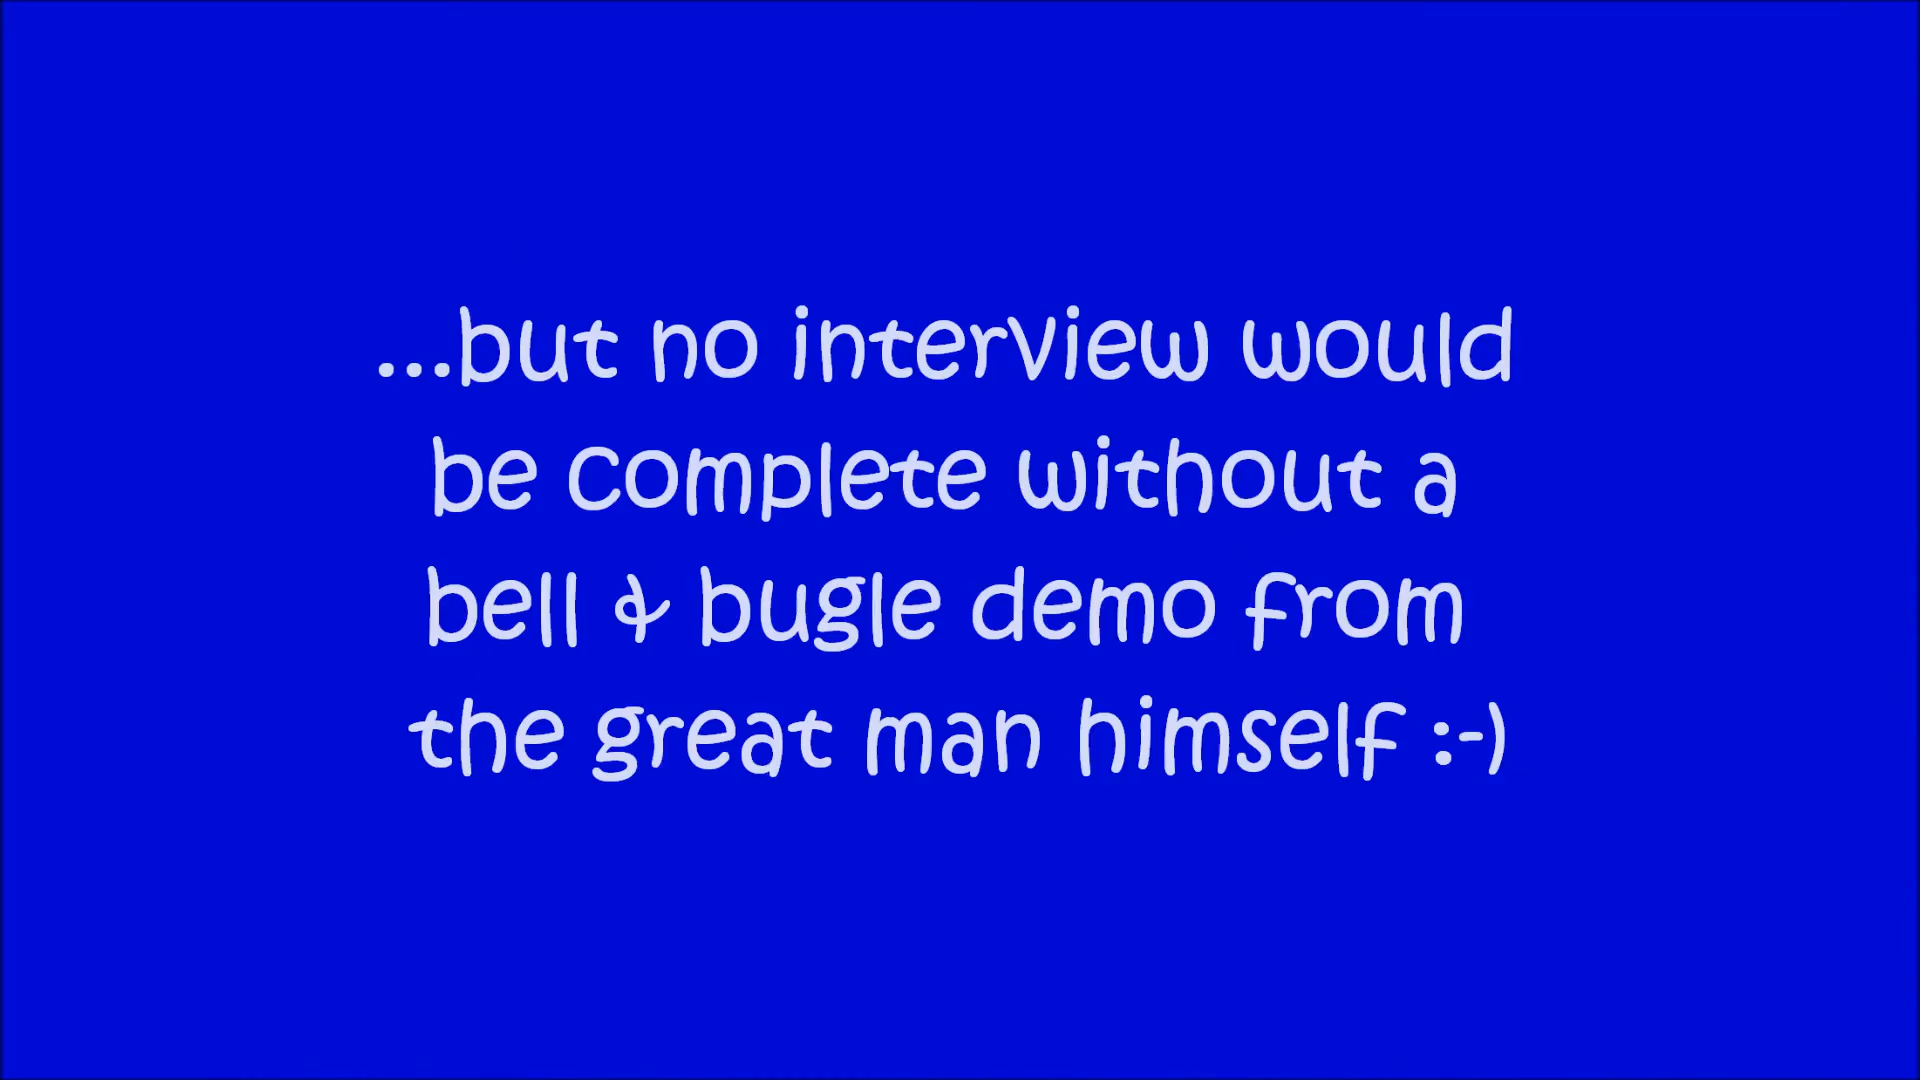 ...but no interview would
be complete without a
bell & bugle demo from
the great man himself :-)